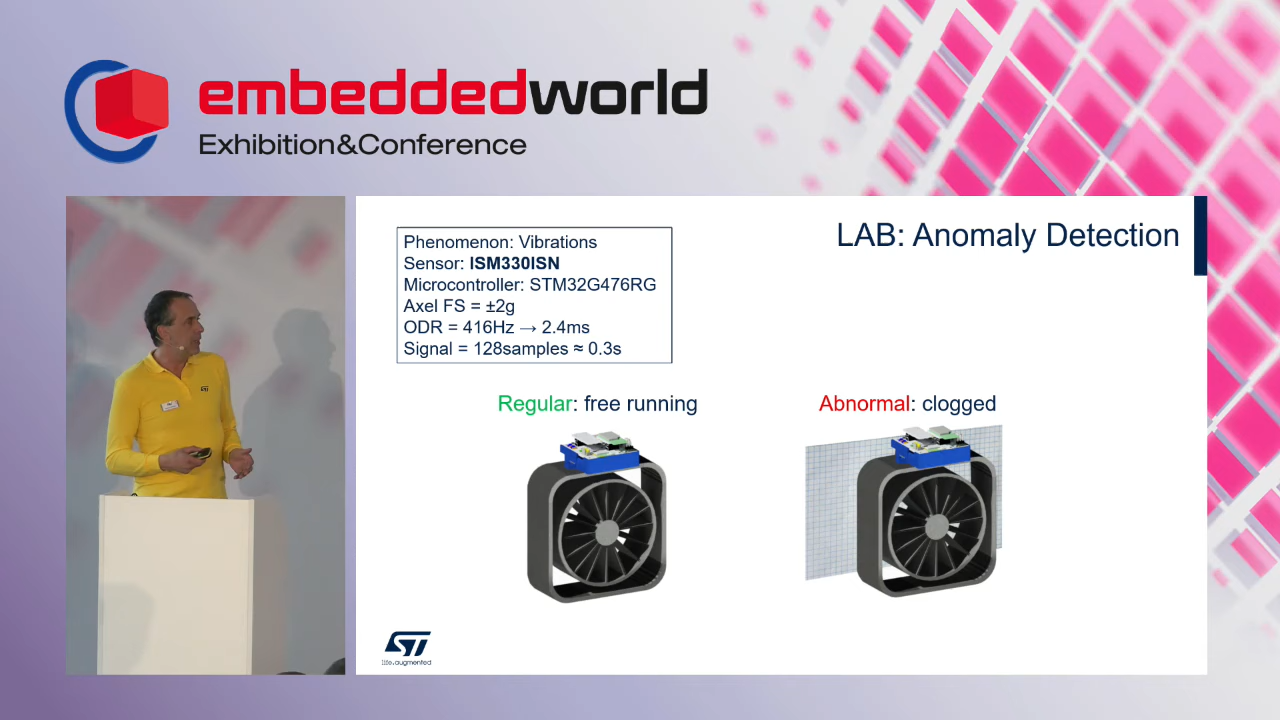 embeddedworld
Exhibition&Conference
LAB: Anomaly Detection
Phenomenon: Vibrations
Sensor: ISM330ISN
Microcontroller: STM32G476RG
Axel FS = ±2g
ODR = 416Hz → 2.4ms
Signal = 128samples ≈ 0.3s
Regular: free running
Abnormal: clogged
ST
life.augmented
ST